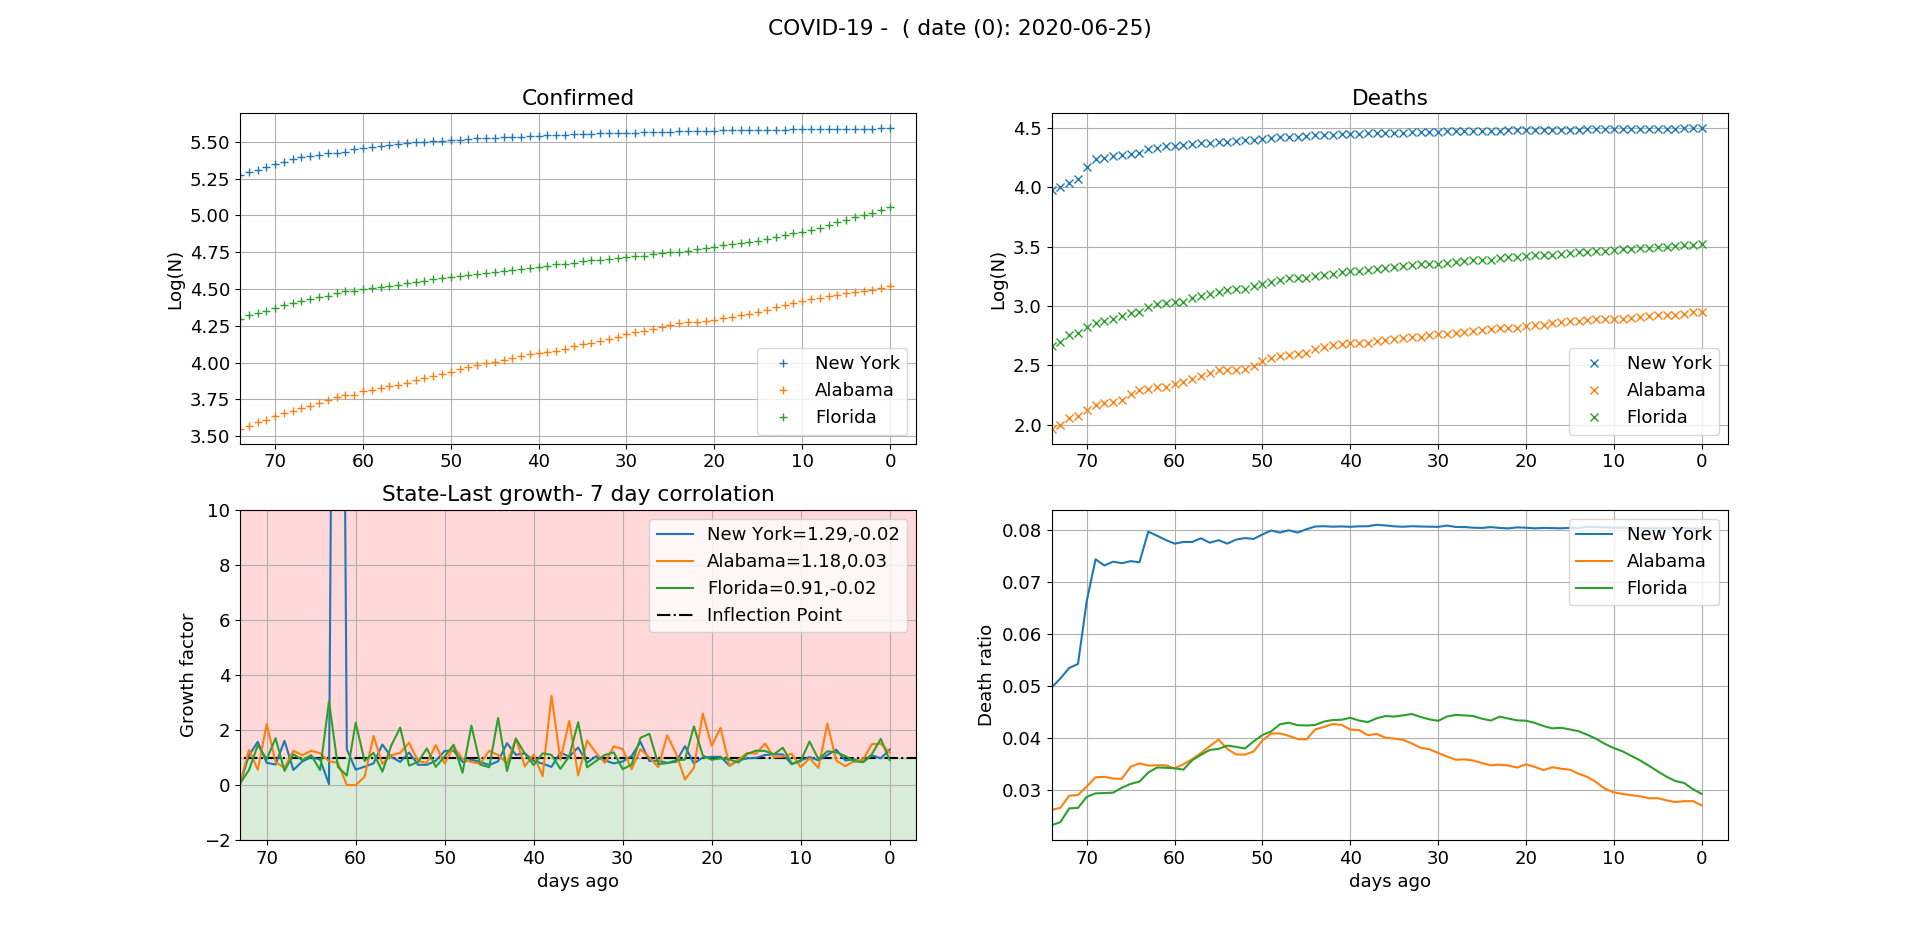 COVID-19 -  ( date (0): 2020-06-25)
Confirmed
Log(N)
5.50
5.25
5.00
4.75
4.50
4.25
4.00
3.75
3.50
70 60 50 40 30 20 10 0
New York
Alabama
Florida
Deaths
Log(N)
4.5
4.0
3.5
3.0
2.5
2.0
70 60 50 40 30 20 10 0
New York
Alabama
Florida
State-Last growth- 7 day corrolation
Growth factor
10
8
6
4
2
0
−2
70 60 50 40 30 20 10 0
days ago
New York=1.29,-0.02
Alabama=1.18,0.03
Florida=0.91,-0.02
Inflection Point
Death ratio
0.08
0.07
0.06
0.05
0.04
0.03
70 60 50 40 30 20 10 0
days ago
New York
Alabama
Florida